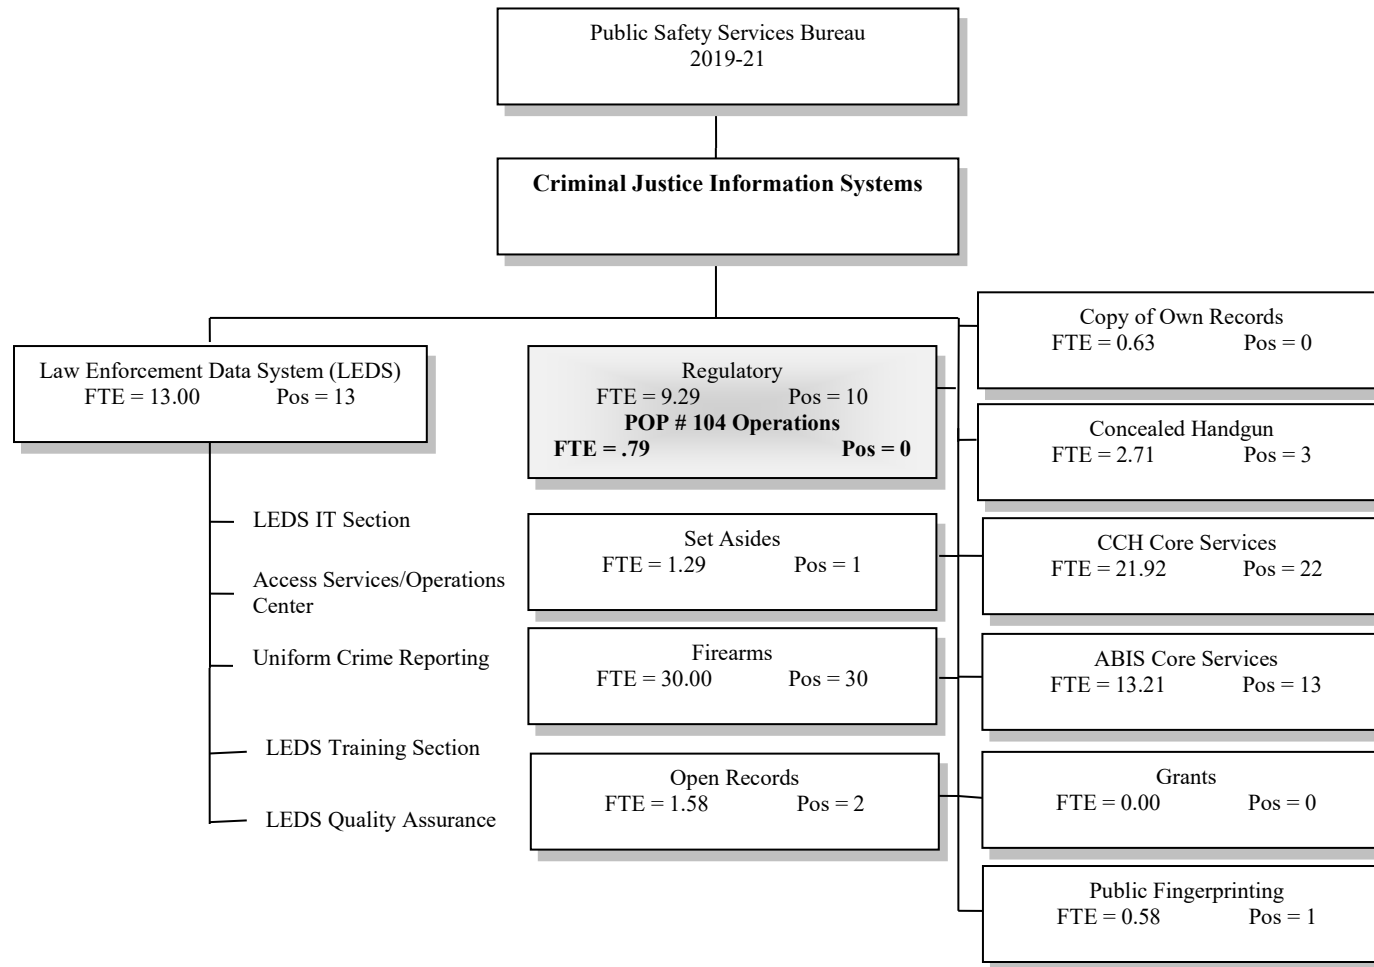 Public Safety Services Bureau
2019-21
Criminal Justice Information Systems
Law Enforcement Data System (LEDS)
FTE = 13.00 Pos = 13
LEDS IT Section
Access Services/Operations
Center
Uniform Crime Reporting
LEDS Training Section
LEDS Quality Assurance
Regulatory
FTE = 9.29 Pos = 10
POP # 104 Operations
FTE = .79 Pos = 0
Set Asides
FTE = 1.29 Pos = 1
Firearms
FTE = 30.00 Pos = 30
Open Records
FTE = 1.58 Pos = 2
Copy of Own Records
FTE = 0.63 Pos = 0
Concealed Handgun
FTE = 2.71 Pos = 3
CCH Core Services
FTE = 21.92 Pos = 22
ABIS Core Services
FTE = 13.21 Pos = 13
Grants
FTE = 0.00 Pos = 0
Public Fingerprinting
FTE = 0.58 Pos = 1